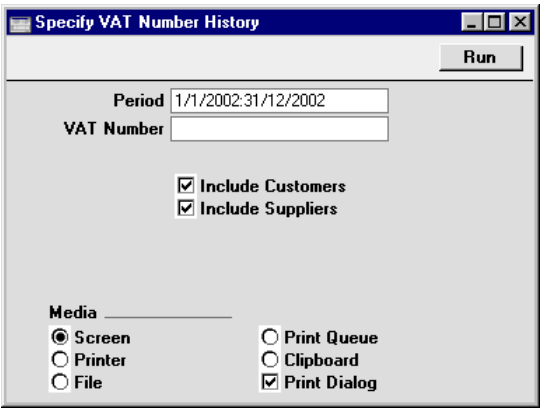 Specify VAT Number History
Run
Period 1/1/2002:31/12/2002
VAT Number
Include Customers
Include Suppliers
Media
Screen Print Queue
Printer Clipboard
File Print Dialog